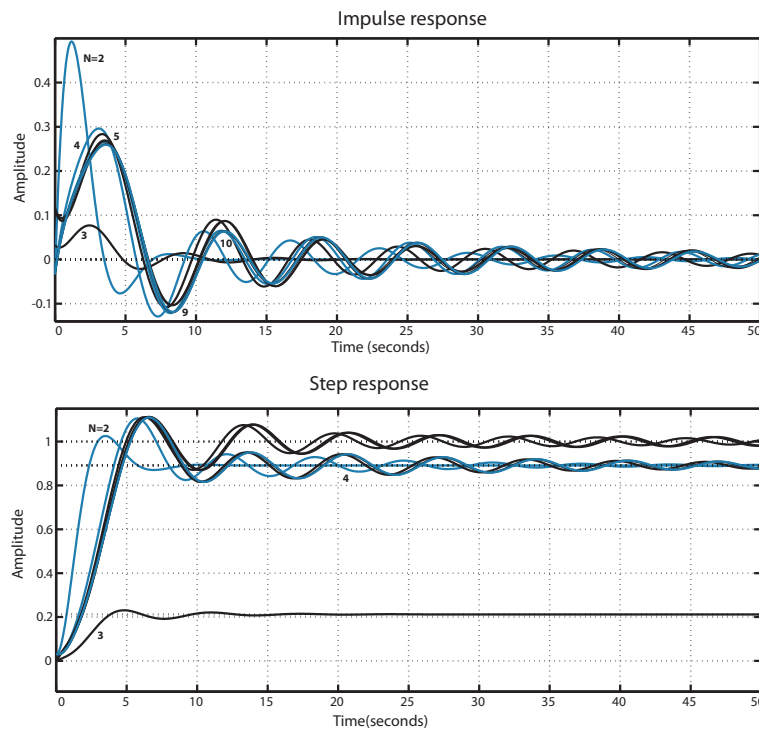 Impulse response
Amplitude
0.4
0.3
0.2
0.1
0
-0.1
N=2
4
5
3
10
9
0 5 10 15 20 25 30 35 40 45 50
Time (seconds)
Step response
Amplitude
1
0.8
0.6
0.4
0.2
0
N=2
4
3
0 5 10 15 20 25 30 35 40 45 50
Time(seconds)